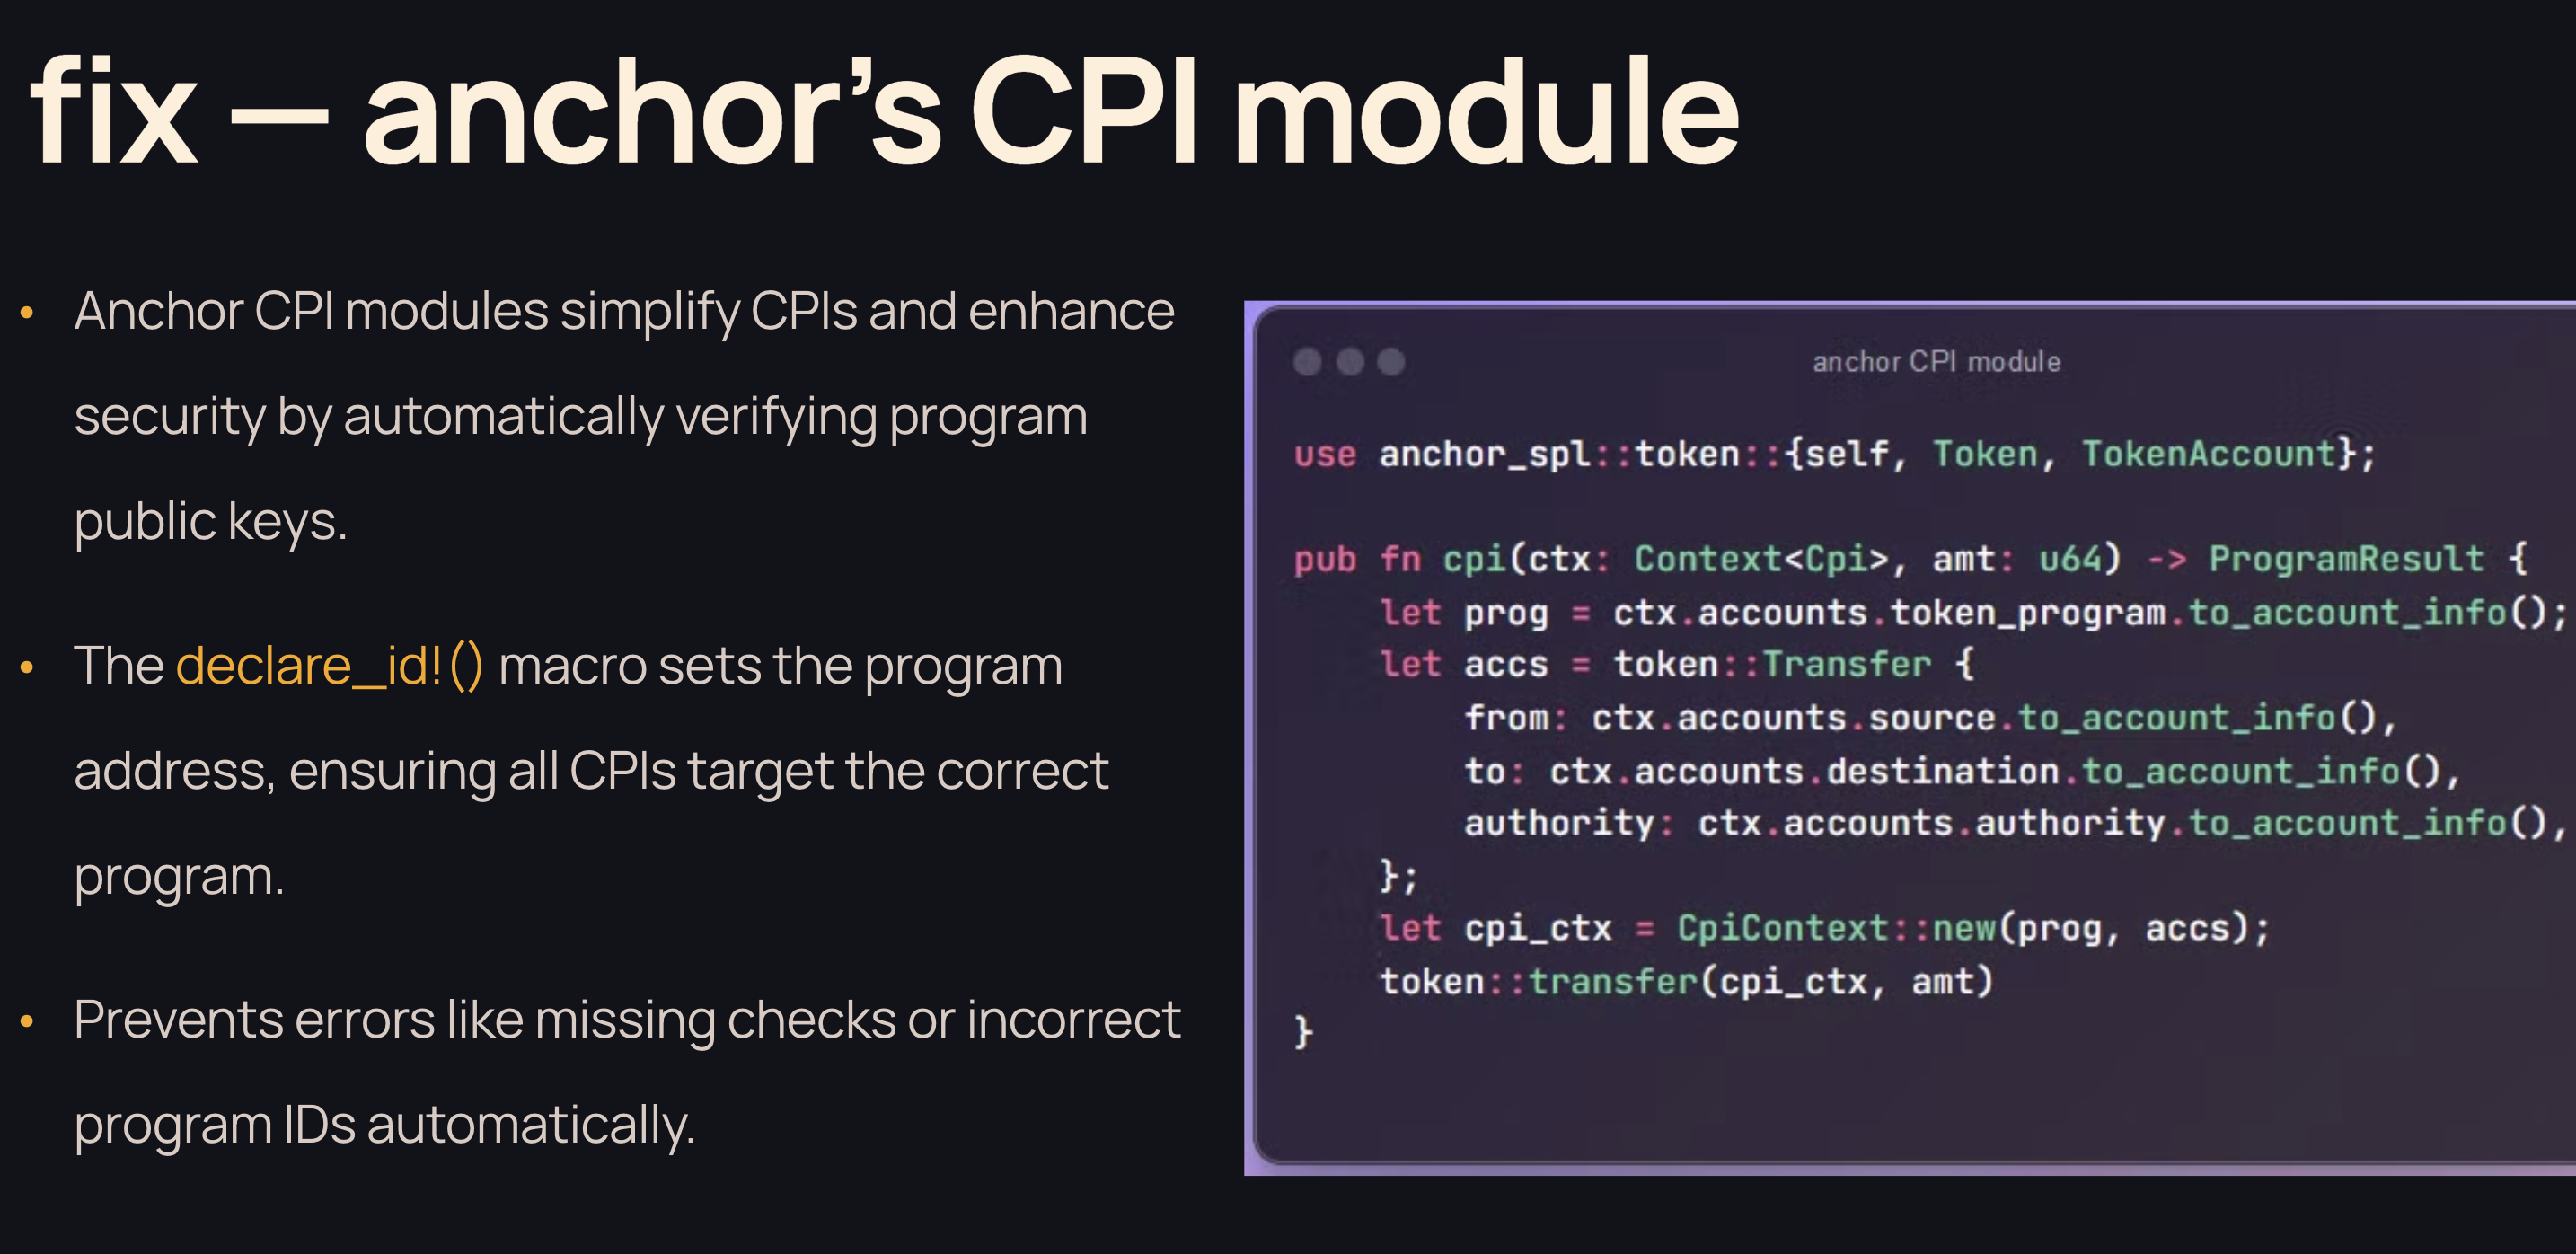 fix — anchor’s CPI module
• Anchor CPI modules simplify CPIs and enhance
security by automatically verifying program
public keys.
• The declare_id!() macro sets the program
address, ensuring all CPIs target the correct
program.
• Prevents errors like missing checks or incorrect
program IDs automatically.
anchor CPI module
use anchor_spl::token::{self, Token, TokenAccount};
pub fn cpi(ctx: Context<Cpi>, amt: u64) -> ProgramResult {
    let prog = ctx.accounts.token_program.to_account_info();
    let accs = token::Transfer {
        from: ctx.accounts.source.to_account_info(),
        to: ctx.accounts.destination.to_account_info(),
        authority: ctx.accounts.authority.to_account_info(),
    };
    let cpi_ctx = CpiContext::new(prog, accs);
    token::transfer(cpi_ctx, amt)
}